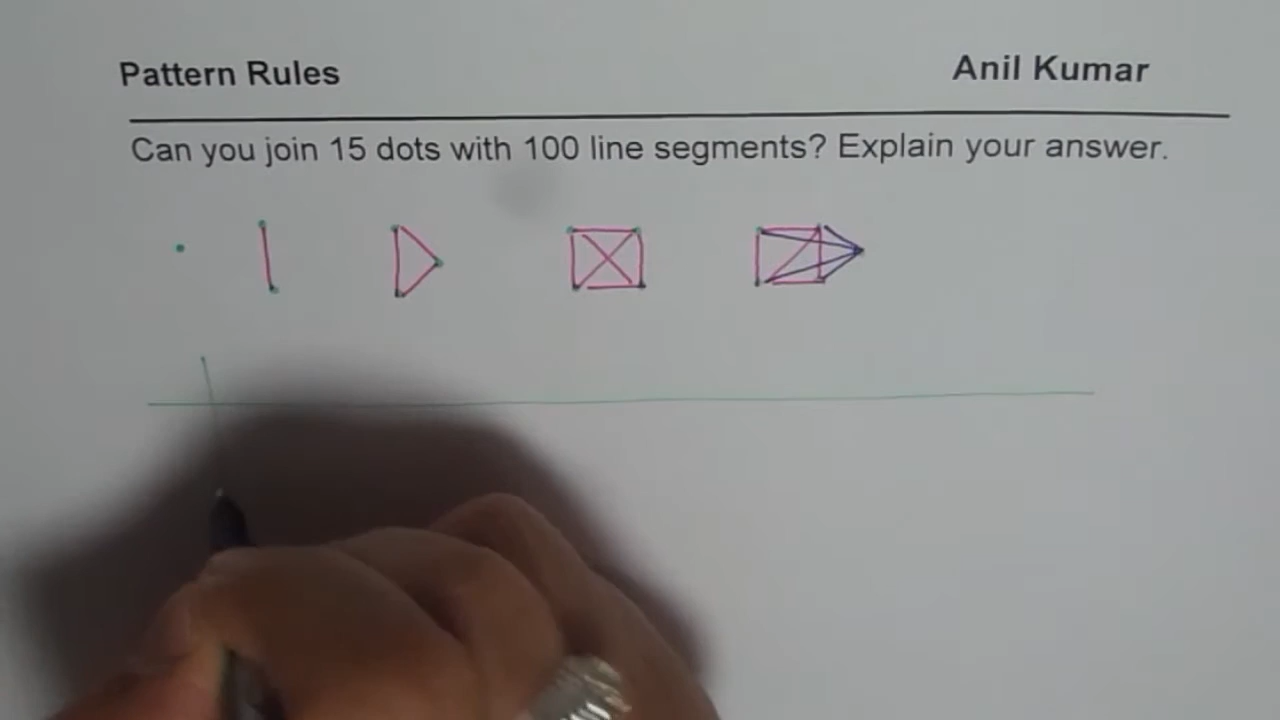 Pattern Rules Anil Kumar
Can you join 15 dots with 100 line segments? Explain your answer.